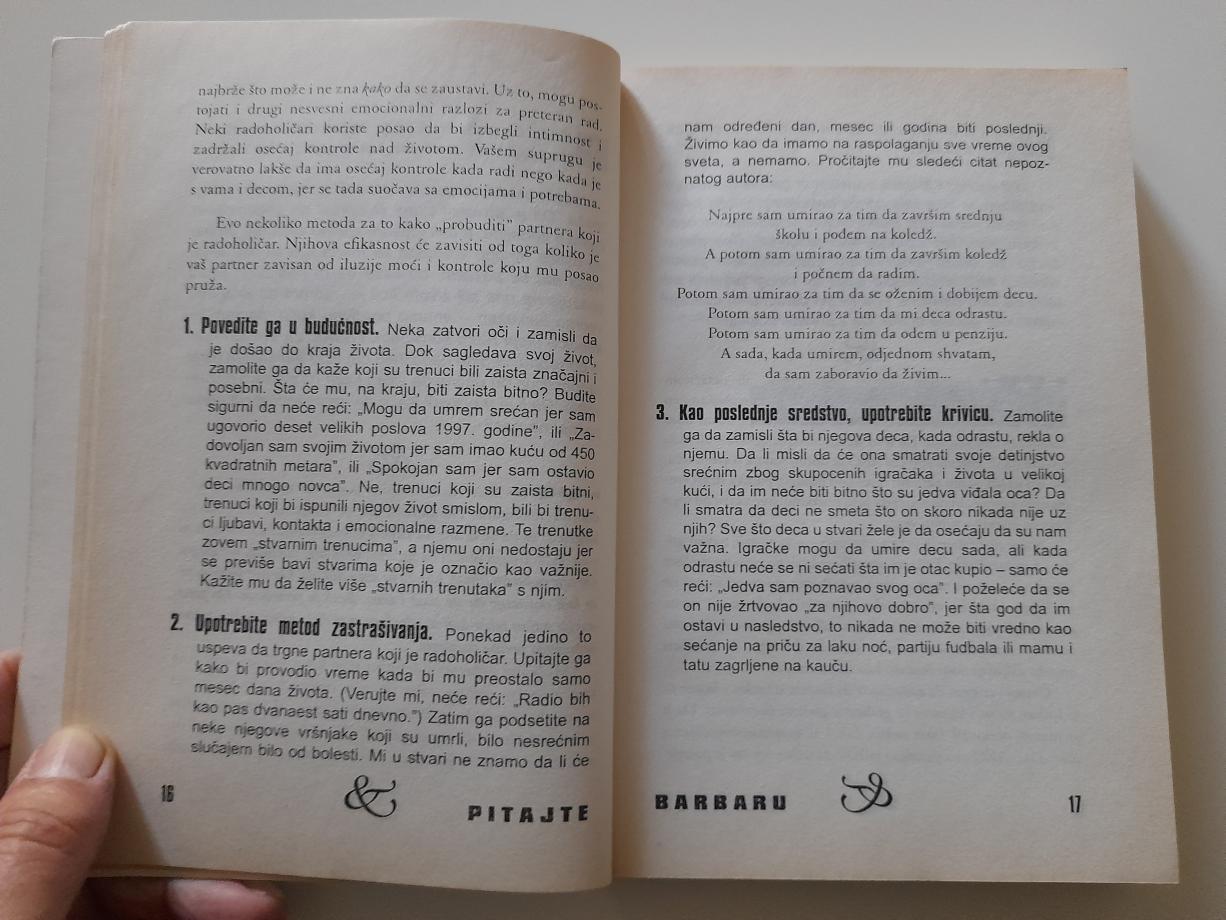 najbrže što može i ne zna kako da se zaustavi. Uz to, mogu pos-
tojati i drugi nesvesni emocionalni razlozi za preteran rad.
Neki radoholičari koriste posao da bi izbegli intimnost i
zadržali osećaj kontrole nad životom. Vašem suprugu je
verovatno lakše da ima osećaj kontrole kada radi nego kada je
s vama i decom, jer se tada suočava sa emocijama i potrebama.
Evo nekoliko metoda za to kako „probuditi” partnera koji
je radoholičar. Njihova efikasnost će zavisiti od toga koliko je
vaš partner zavisan od iluzije moći i kontrole koju mu posao
pruža.
1. Povedite ga u budućnost. Neka zatvori oči i zamisli da
je došao do kraja života. Dok sagledava svoj život,
zamolite ga da kaže koji su trenuci bili zaista značajni i
posebni. Šta će mu, na kraju, biti zaista bitno? Budite
sigurni da neće reći: „Mogu da umrem srećan jer sam
ugovorio deset velikih poslova 1997. godine”, ili „Za-
dovoljan sam svojim životom jer sam imao kuću od 450
kvadratnih metara”, ili „Spokojan sam jer sam ostavio
deci mnogo novca”. Ne, trenuci koji su zaista bitni,
trenuci koji bi ispunili njegov život smislom, bili bi trenu-
ci ljubavi, kontakta i emocionalne razmene. Te trenutke
zovem „stvarnim trenucima”, a njemu oni nedostaju jer
se previše bavi stvarima koje je označio kao važnije.
Kažite mu da želite više „stvarnih trenutaka” s njim.
2. Upotrebite metod zastrašivanja. Ponekad jedino to
uspeva da trgne partnera koji je radoholičar. Upitajte ga
kako bi provodio vreme kada bi mu preostalo samo
mesec dana života. (Verujte mi, neće reći: „Radio bih
kao pas dvanaest sati dnevno.”) Zatim ga podsetite na
neke njegove vršnjake koji su umrli, bilo nesrećnim
slučajem bilo od bolesti. Mi u stvari ne znamo da li će
16 & PITAJTE
nam određeni dan, mesec ili godina biti poslednji.
Živimo kao da imamo na raspolaganju sve vreme ovog
sveta, a nemamo. Pročitajte mu sledeći citat nepoz-
natog autora:
Najpre sam umirao za tim da završim srednju
školu i pođem na koledž.
A potom sam umirao za tim da završim koledž
i počnem da radim.
Potom sam umirao za tim da se oženim i dobijem decu.
Potom sam umirao za tim da mi deca odrastu.
Potom sam umirao za tim da odem u penziju.
A sada, kada umirem, odjednom shvatam,
da sam zaboravio da živim...
3. Kao poslednje sredstvo, upotrebite krivicu. Zamolite
ga da zamisli šta bi njegova deca, kada odrastu, rekla o
njemu. Da li misli da će ona smatrati svoje detinjstvo
srećnim zbog skupocenih igračaka i života u velikoj
kući, i da im neće biti bitno što su jedva viđala oca? Da
li smatra da deci ne smeta što on skoro nikada nije uz
njih? Sve što deca u stvari žele je da osećaju da su nam
važna. Igračke mogu da umire decu sada, ali kada
odrastu neće se ni sećati šta im je otac kupio – samo će
reći: „Jedva sam poznavao svog oca”. I poželeće da se
on nije žrtvovao „za njihovo dobro”, jer šta god da im
ostavi u nasledstvo, to nikada ne može biti vredno kao
sećanje na priču za laku noć, partiju fudbala ili mamu i
tatu zagrljene na kauču.
BARBARU & 17